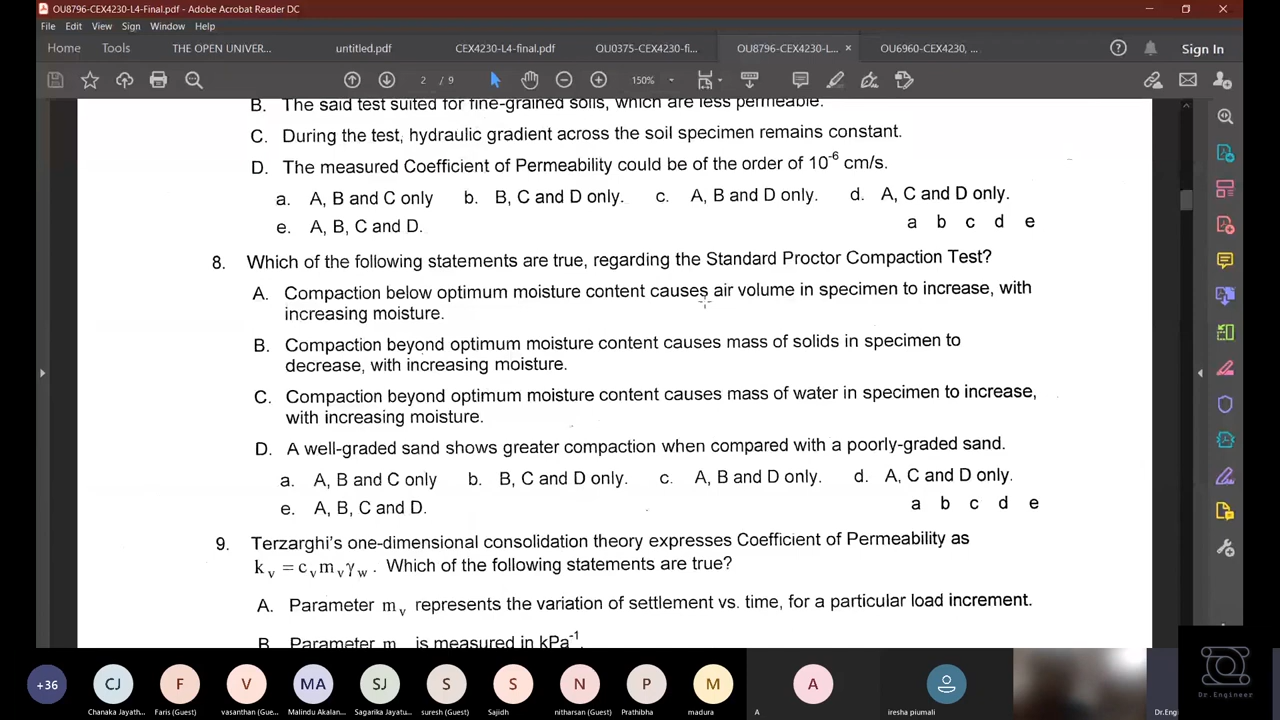 OU8796-CEX4230-L4-Final.pdf - Adobe Acrobat Reader DC
File Edit View Sign Window Help
Home Tools THE OPEN UNIVER... untitled.pdf CEX4230-L4-final.pdf OU0375-CEX4230-fi... OU8796-CEX4230-L... × OU6960-CEX4230, ... Sign In
2 / 9 150%
B. The said test suited for fine-grained soils, which are less permeable.
C. During the test, hydraulic gradient across the soil specimen remains constant.
D. The measured Coefficient of Permeability could be of the order of 10⁻⁶ cm/s.
a. A, B and C only b. B, C and D only. c. A, B and D only. d. A, C and D only.
e. A, B, C and D. a b c d e
8. Which of the following statements are true, regarding the Standard Proctor Compaction Test?
A. Compaction below optimum moisture content causes air volume in specimen to increase, with
increasing moisture.
B. Compaction beyond optimum moisture content causes mass of solids in specimen to
decrease, with increasing moisture.
C. Compaction beyond optimum moisture content causes mass of water in specimen to increase,
with increasing moisture.
D. A well-graded sand shows greater compaction when compared with a poorly-graded sand.
a. A, B and C only b. B, C and D only. c. A, B and D only. d. A, C and D only.
e. A, B, C and D. a b c d e
9. Terzarghi's one-dimensional consolidation theory expresses Coefficient of Permeability as
k_v = c_v m_v γ_w . Which of the following statements are true?
A. Parameter m_v represents the variation of settlement vs. time, for a particular load increment.
B. Parameter m is measured in kPa⁻¹.
+36 CJ F V MA SJ S S N P M A
Chanaka Jayath... Faris (Guest) vasanthan (Gue... Malindu Akalan... Sagarika Jayatu... suresh (Guest) Sajidh nitharsan (Guest) Prathibha madura A iresha piumali Dr.Eng
Dr.Engineer